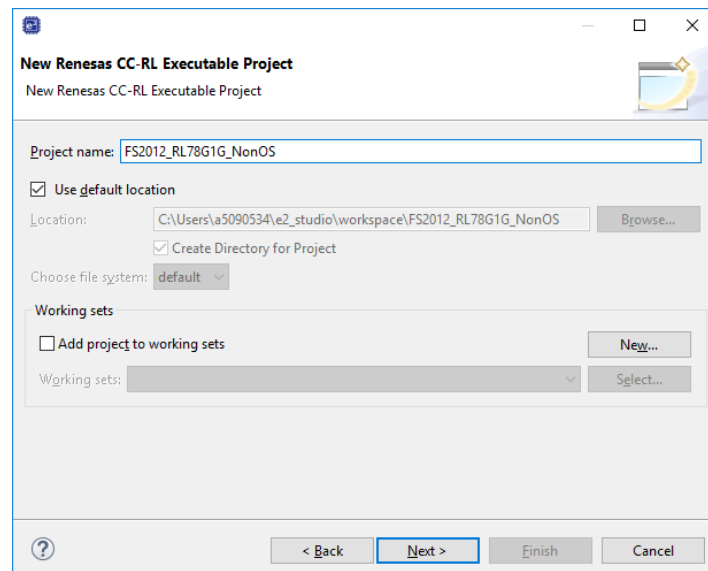 New Renesas CC-RL Executable Project
New Renesas CC-RL Executable Project
Project name: FS2012_RL78G1G_NonOS
Use default location
Location: C:\Users\a5090534\e2_studio\workspace\FS2012_RL78G1G_NonOS Browse...
Create Directory for Project
Choose file system: default
Working sets
Add project to working sets New...
Working sets: Select...
< Back Next > Finish Cancel